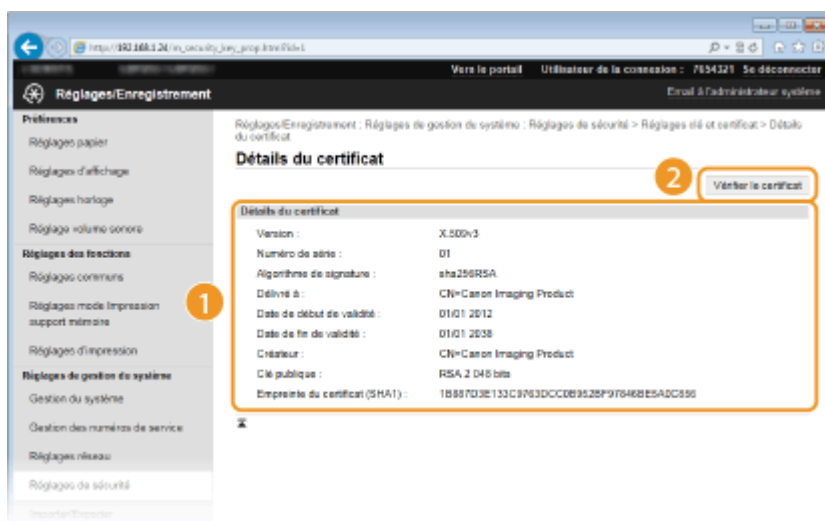 http://192.168.1.24/m_security_key_prop.html?id=1
Vers le portail Utilisateur de la connexion : 7654321 Se déconnecter
Réglages/Enregistrement
Email à l'administrateur système
Préférences
Réglages papier
Réglages d'affichage
Réglages horloge
Réglage volume sonore
Réglages des fonctions
Réglages communs
Réglages mode Impression
support mémoire
Réglages d'impression
Réglages de gestion du système
Gestion du système
Gestion des numéros de service
Réglages réseau
Réglages de sécurité
Importer/Exporter
Réglages/Enregistrement : Réglages de gestion de système : Réglages de sécurité > Réglages clé et certificat > Détails
du certificat
Détails du certificat
2
Vérifier le certificat
1
Détails du certificat
Version : X.509v3
Numéro de série : 01
Algorithme de signature : sha256RSA
Délivré à : CN=Canon Imaging Product
Date de début de validité : 01/01 2012
Date de fin de validité : 01/01 2038
Créateur : CN=Canon Imaging Product
Clé publique : RSA 2 048 bits
Empreinte du certificat (SHA1) :